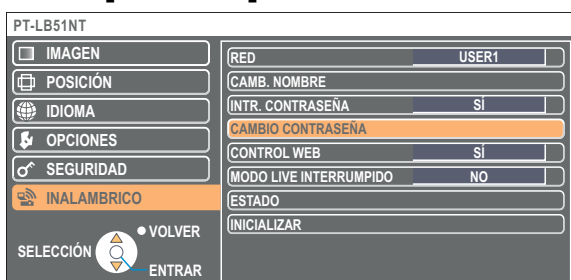 PT-LB51NT
IMAGEN
POSICIÓN
IDIOMA
OPCIONES
SEGURIDAD
INALAMBRICO
SELECCIÓN
VOLVER
ENTRAR
RED USER1
CAMB. NOMBRE
INTR. CONTRASEÑA SÍ
CAMBIO CONTRASEÑA
CONTROL WEB SÍ
MODO LIVE INTERRUMPIDO NO
ESTADO
INICIALIZAR